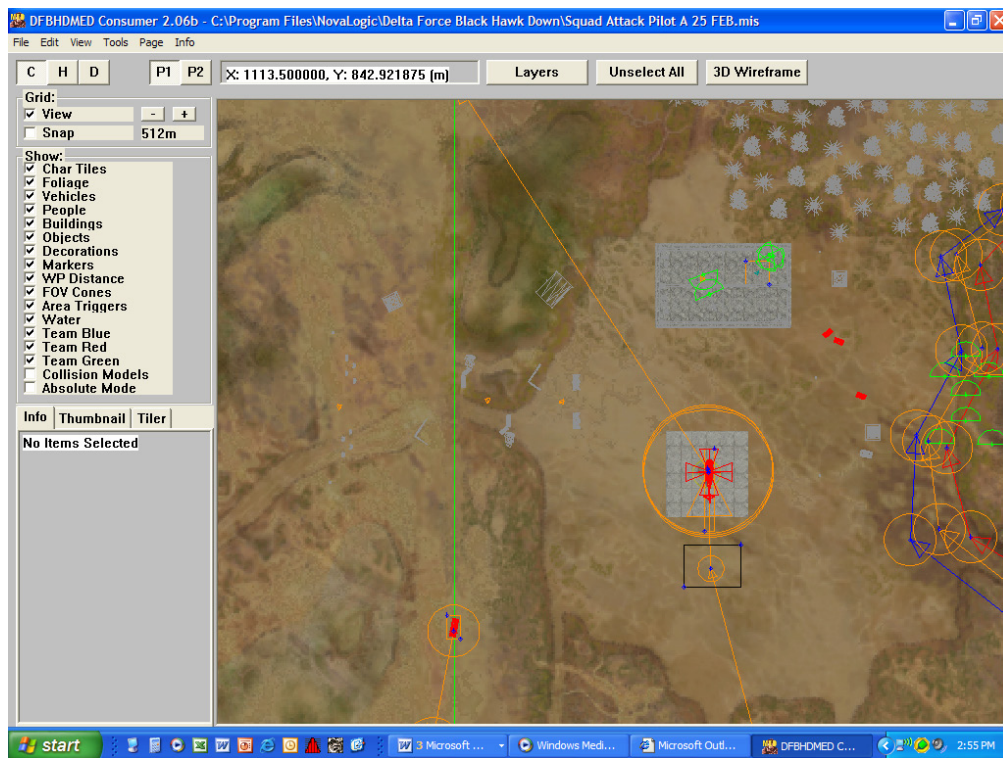 DFBHDMED Consumer 2.06b - C:\Program Files\NovaLogic\Delta Force Black Hawk Down\Squad Attack Pilot A 25 FEB.mis
File Edit View Tools Page Info
C H D P1 P2 X: 1113.500000, Y: 842.921875 (m) Layers Unselect All 3D Wireframe
Grid:
View - +
Snap 512m
Show:
Char Tiles
Foliage
Vehicles
People
Buildings
Objects
Decorations
Markers
WP Distance
FOV Cones
Area Triggers
Water
Team Blue
Team Red
Team Green
Collision Models
Absolute Mode
Info Thumbnail Tiler
No Items Selected
start 3 Microsoft ... Windows Medi... Microsoft Outl... DFBHDMED C... 2:55 PM